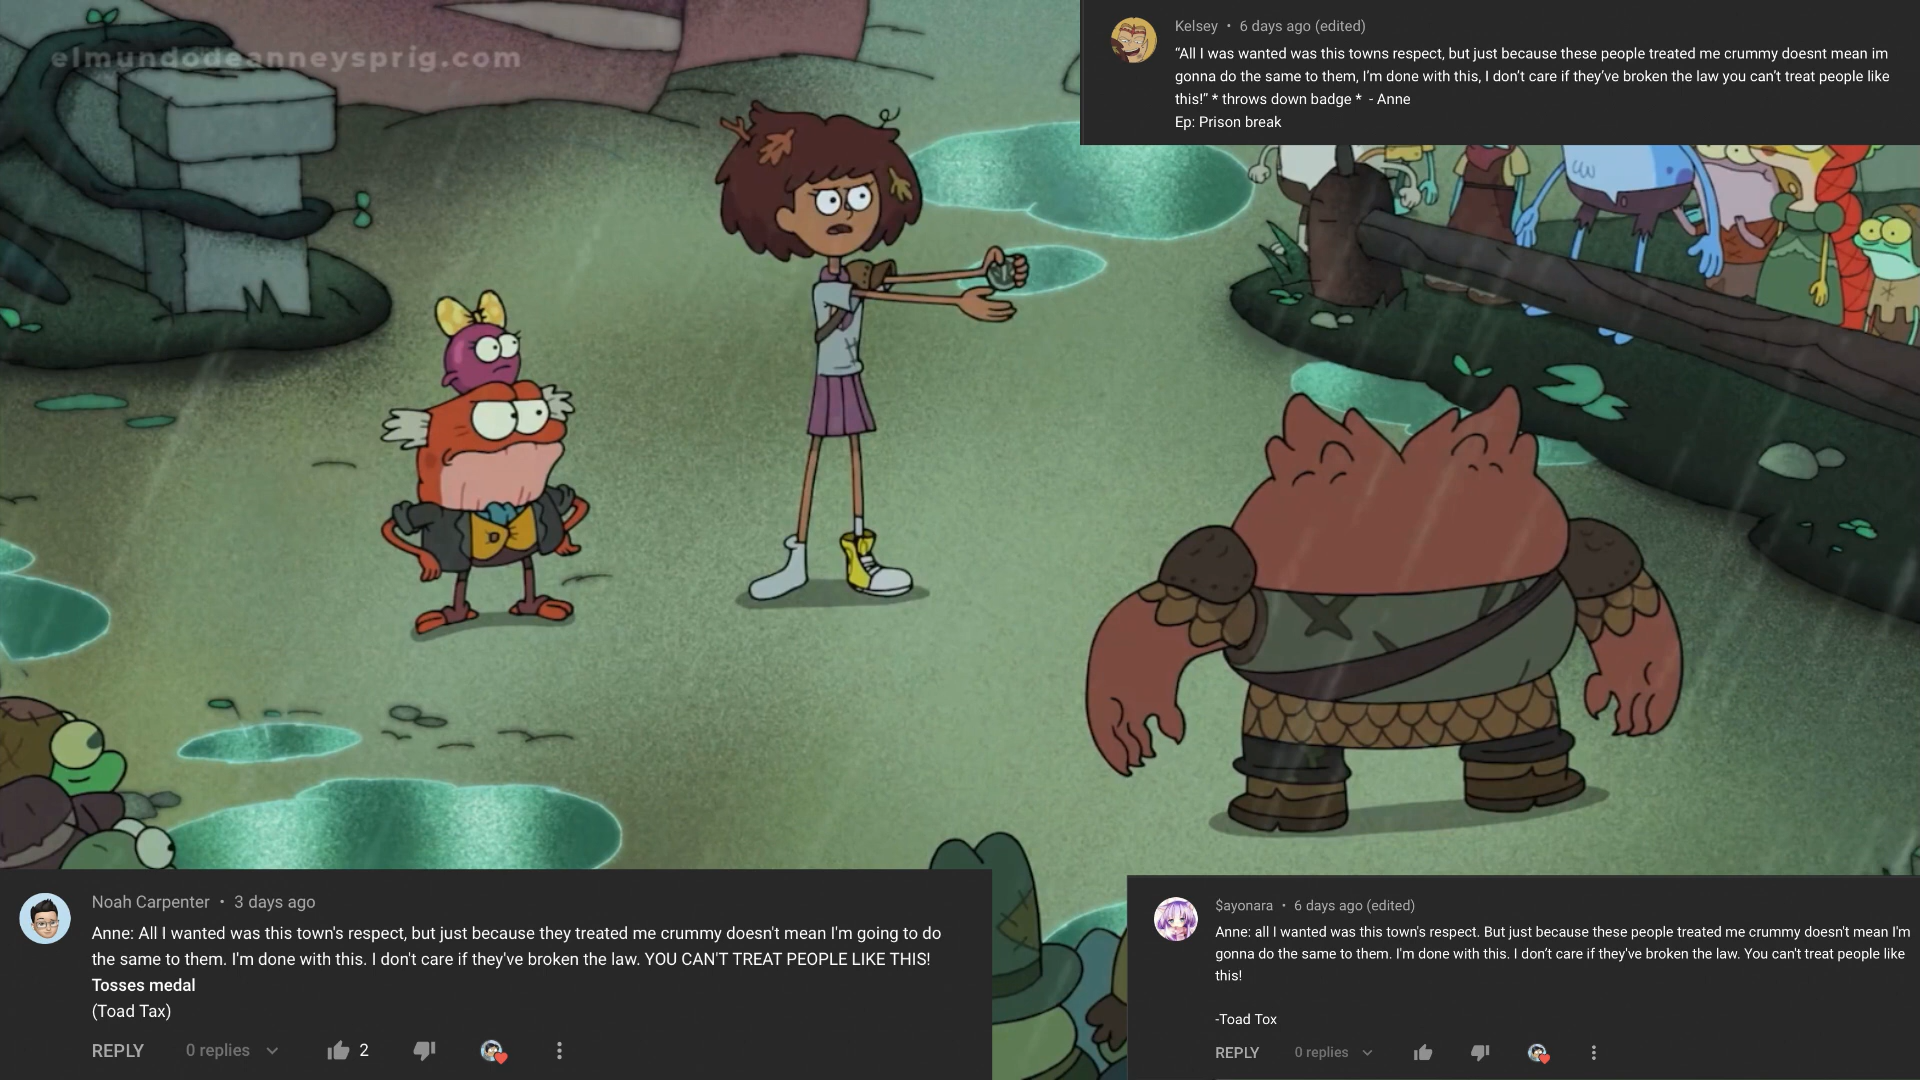 elmundodeanneysprig.com
Kelsey • 6 days ago (edited)
“All I was wanted was this towns respect, but just because these people treated me crummy doesnt mean im
gonna do the same to them, I’m done with this, I don’t care if they’ve broken the law you can’t treat people like
this!” * throws down badge * - Anne
Ep: Prison break
Noah Carpenter • 3 days ago
Anne: All I wanted was this town's respect, but just because they treated me crummy doesn't mean I'm going to do
the same to them. I'm done with this. I don't care if they've broken the law. YOU CAN'T TREAT PEOPLE LIKE THIS!
Tosses medal
(Toad Tax)
REPLY 0 replies 2
$ayonara • 6 days ago (edited)
Anne: all I wanted was this town's respect. But just because these people treated me crummy doesn't mean I'm
gonna do the same to them. I'm done with this. I don’t care if they've broken the law. You can't treat people like
this!
-Toad Tox
REPLY 0 replies